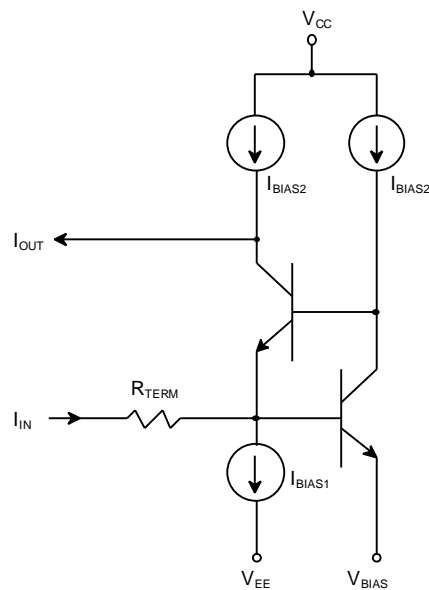 VCC
IBIAS2
IBIAS2
IOUT
RTERM
IIN
IBIAS1
VEE
VBIAS